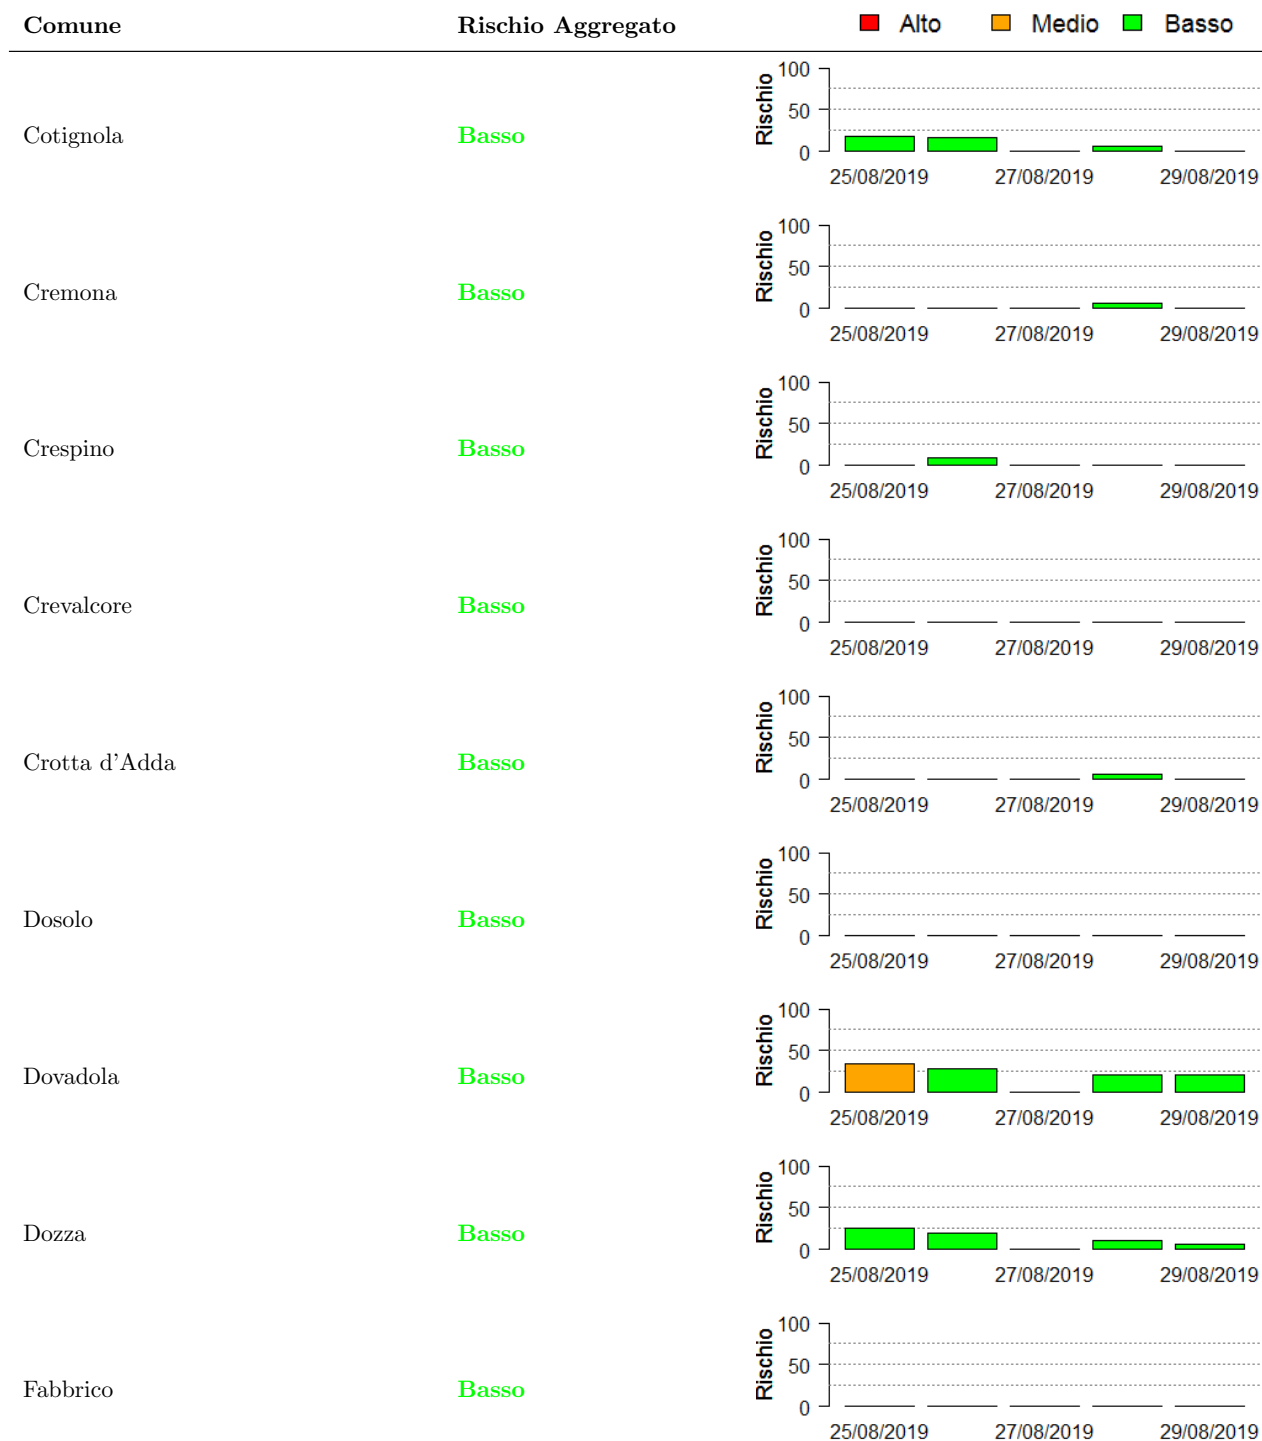 Comune Rischio Aggregato Alto Medio Basso
Cotignola Basso
Rischio
100
50
0
25/08/2019 27/08/2019 29/08/2019
Cremona Basso
Rischio
100
50
0
25/08/2019 27/08/2019 29/08/2019
Crespino Basso
Rischio
100
50
0
25/08/2019 27/08/2019 29/08/2019
Crevalcore Basso
Rischio
100
50
0
25/08/2019 27/08/2019 29/08/2019
Crotta d'Adda Basso
Rischio
100
50
0
25/08/2019 27/08/2019 29/08/2019
Dosolo Basso
Rischio
100
50
0
25/08/2019 27/08/2019 29/08/2019
Dovadola Basso
Rischio
100
50
0
25/08/2019 27/08/2019 29/08/2019
Dozza Basso
Rischio
100
50
0
25/08/2019 27/08/2019 29/08/2019
Fabbrico Basso
Rischio
100
50
0
25/08/2019 27/08/2019 29/08/2019